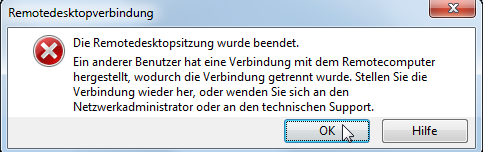 Remotedesktopverbindung
Die Remotedesktopsitzung wurde beendet.
Ein anderer Benutzer hat eine Verbindung mit dem Remotecomputer
hergestellt, wodurch die Verbindung getrennt wurde. Stellen Sie die
Verbindung wieder her, oder wenden Sie sich an den
Netzwerkadministrator oder an den technischen Support.
OK
Hilfe